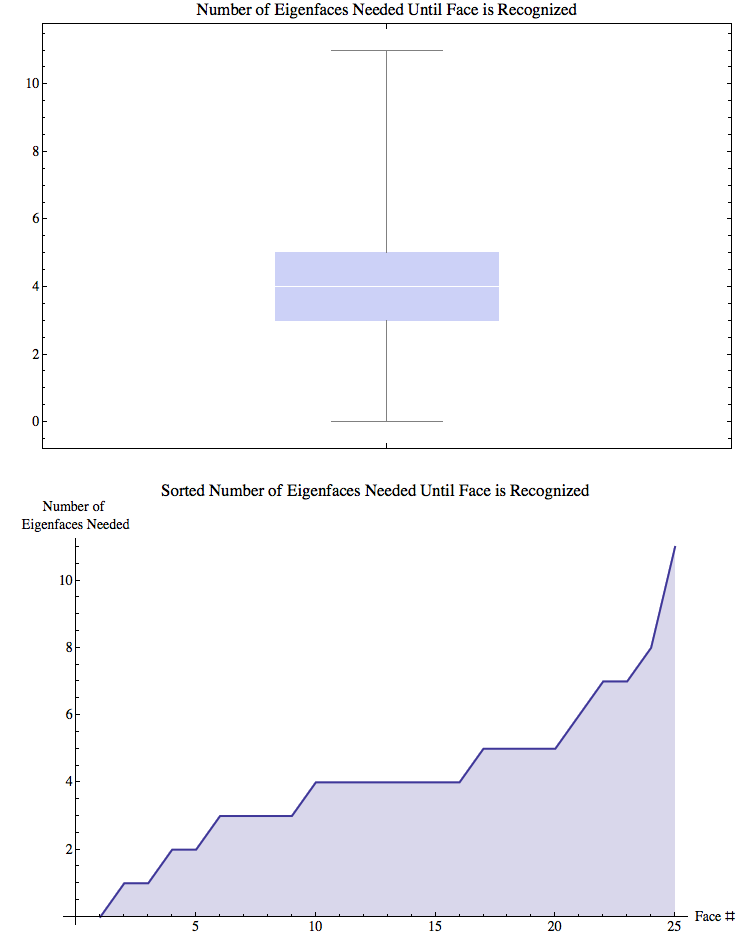 Number of Eigenfaces Needed Until Face is Recognized
10
8
6
4
2
0
Sorted Number of Eigenfaces Needed Until Face is Recognized
Number of
Eigenfaces Needed
10
8
6
4
2
5 10 15 20 25 Face #